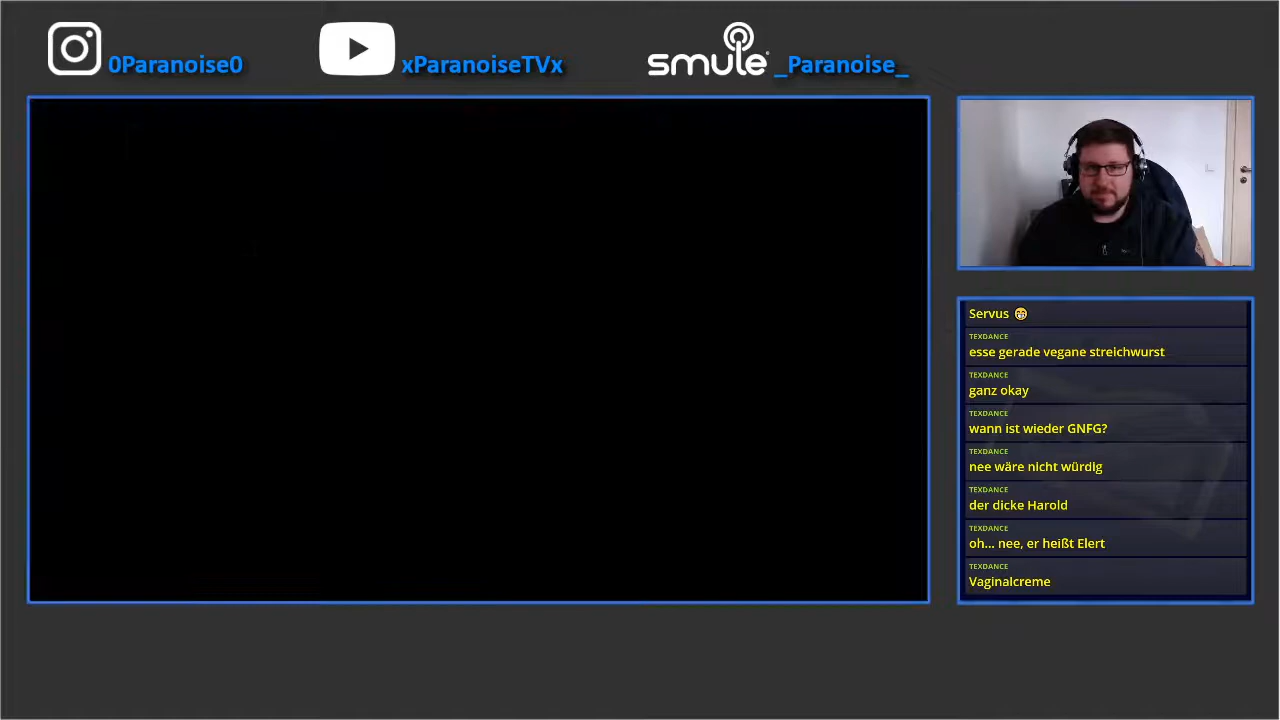 0Paranoise0
xParanoiseTVx
smule _Paranoise_
Servus
TEXDANCE
esse gerade vegane streichwurst
TEXDANCE
ganz okay
TEXDANCE
wann ist wieder GNFG?
TEXDANCE
nee wäre nicht würdig
TEXDANCE
der dicke Harold
TEXDANCE
oh... nee, er heißt Elert
TEXDANCE
Vaginalcreme